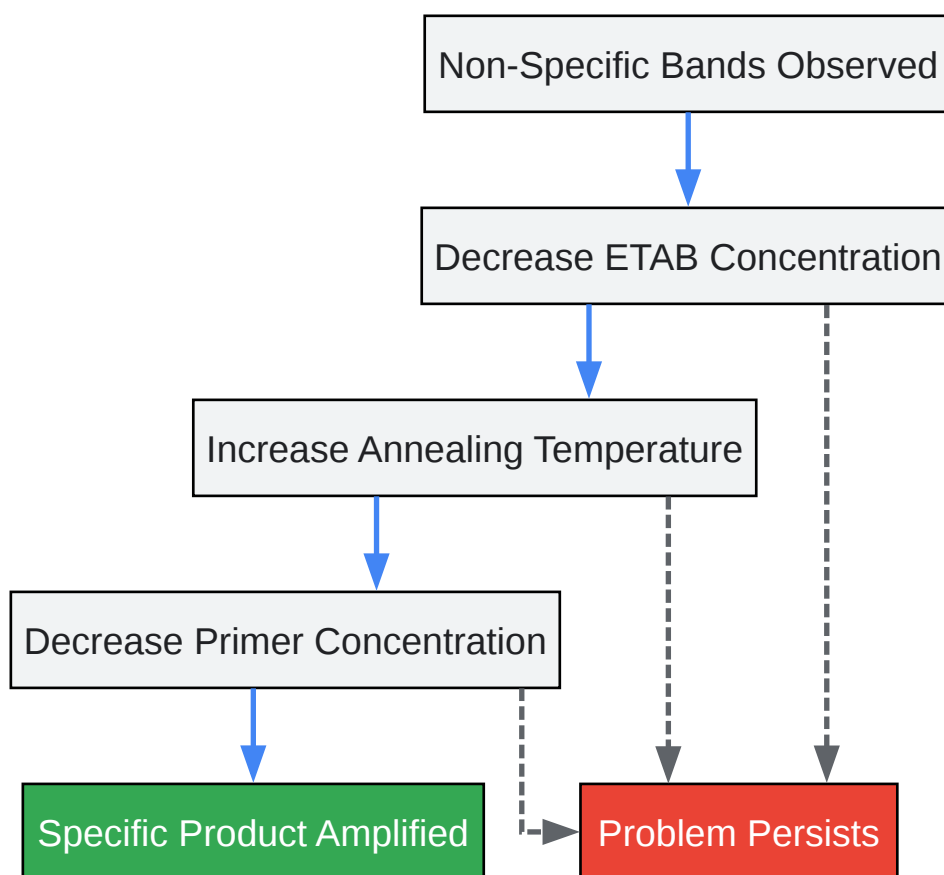 Non-Specific Bands Observed
Decrease ETAB Concentration
Increase Annealing Temperature
Decrease Primer Concentration
Specific Product Amplified
Problem Persists